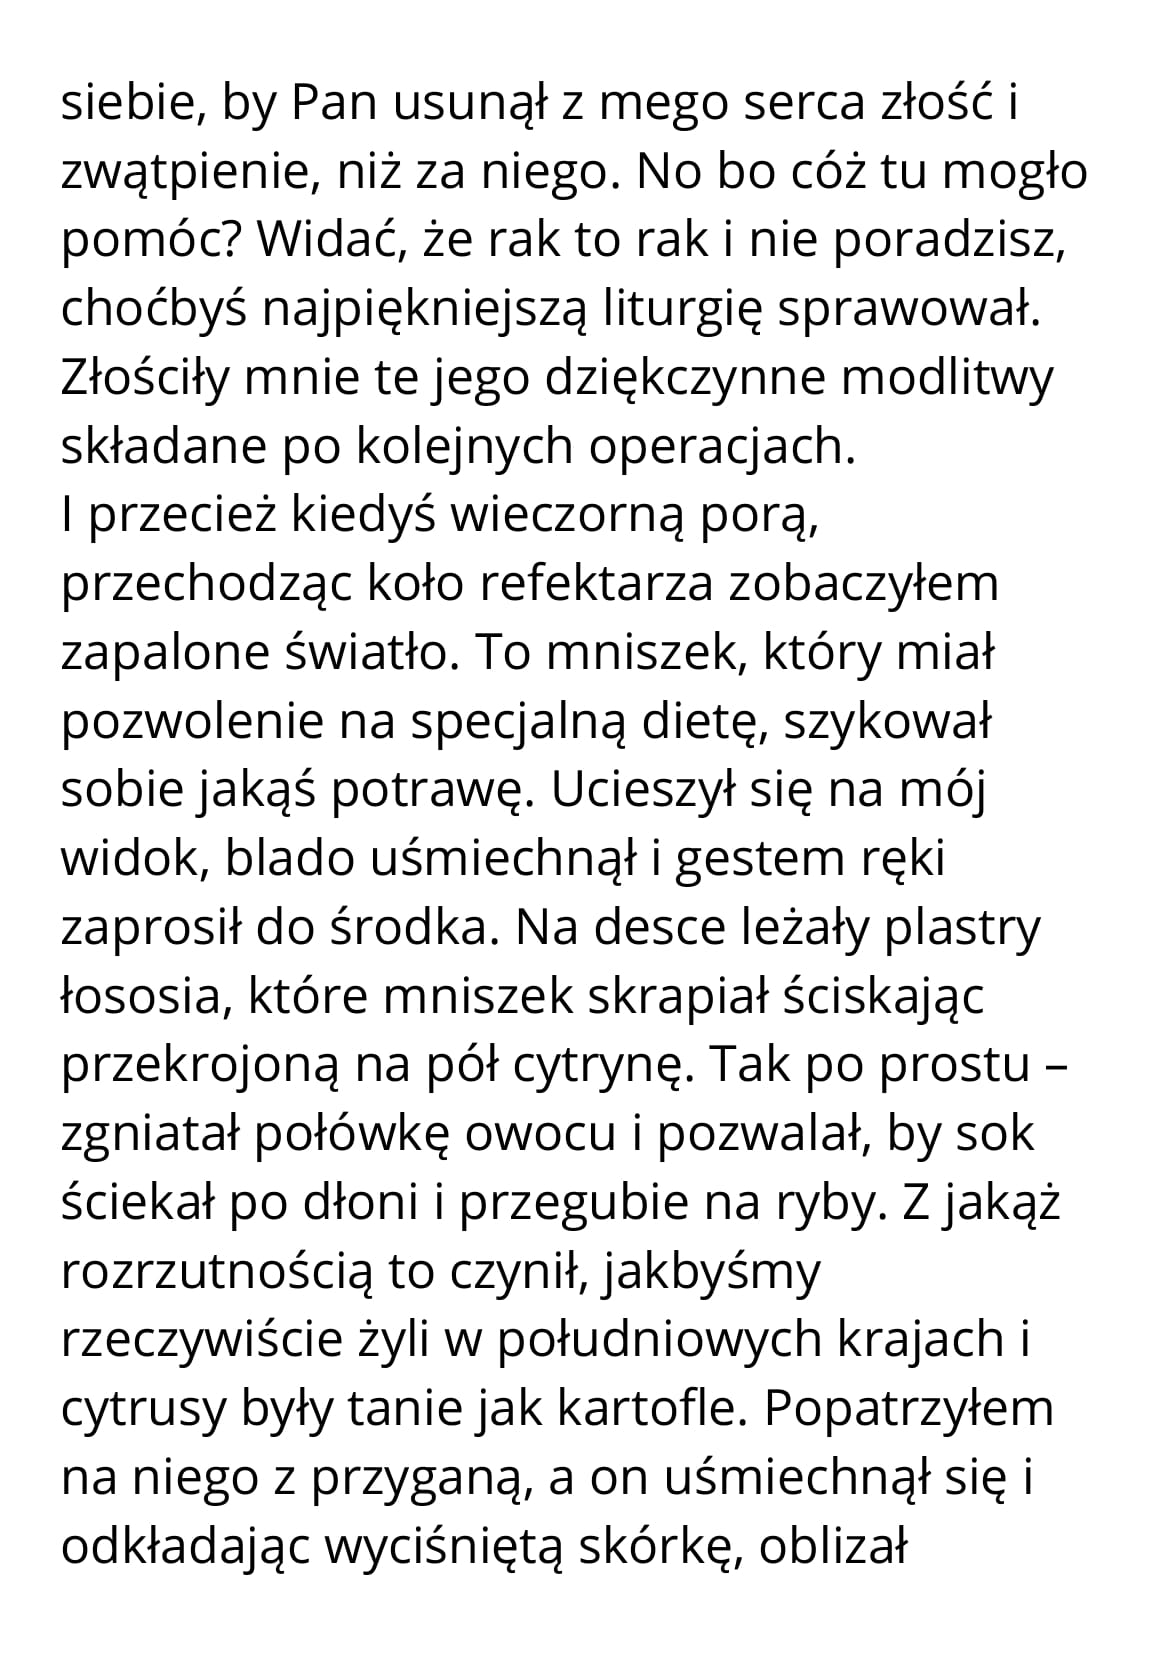 siebie, by Pan usunął z mego serca złość i
zwątpienie, niż za niego. No bo cóż tu mogło
pomóc? Widać, że rak to rak i nie poradzisz,
choćbyś najpiękniejszą liturgię sprawował.
Złościły mnie te jego dziękczynne modlitwy
składane po kolejnych operacjach.
I przecież kiedyś wieczorną porą,
przechodząc koło refektarza zobaczyłem
zapalone światło. To mniszek, który miał
pozwolenie na specjalną dietę, szykował
sobie jakąś potrawę. Ucieszył się na mój
widok, blado uśmiechnął i gestem ręki
zaprosił do środka. Na desce leżały plastry
łososia, które mniszek skrapiał ściskając
przekrojoną na pół cytrynę. Tak po prostu –
zgniatał połówkę owocu i pozwalał, by sok
ściekał po dłoni i przegubie na ryby. Z jakąż
rozrzutnością to czynił, jakbyśmy
rzeczywiście żyli w południowych krajach i
cytrusy były tanie jak kartofle. Popatrzyłem
na niego z przyganą, a on uśmiechnął się i
odkładając wyciśniętą skórkę, oblizał